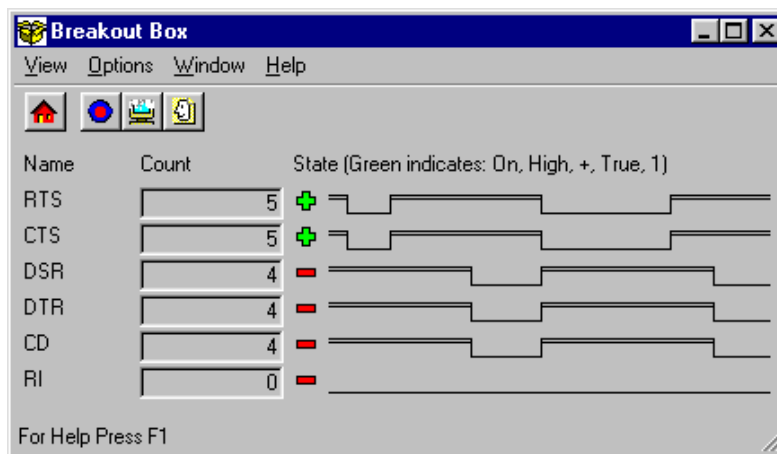 Breakout Box
View Options Window Help
Name Count State (Green indicates: On, High, +, True, 1)
RTS 5
CTS 5
DSR 4
DTR 4
CD 4
RI 0
For Help Press F1